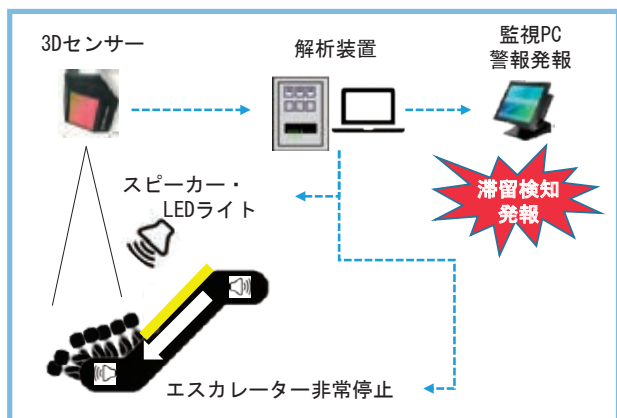 3Dセンサー
解析装置
監視PC
警報発報
スピーカー・
LEDライト
滞留検知
発報
エスカレーター非常停止